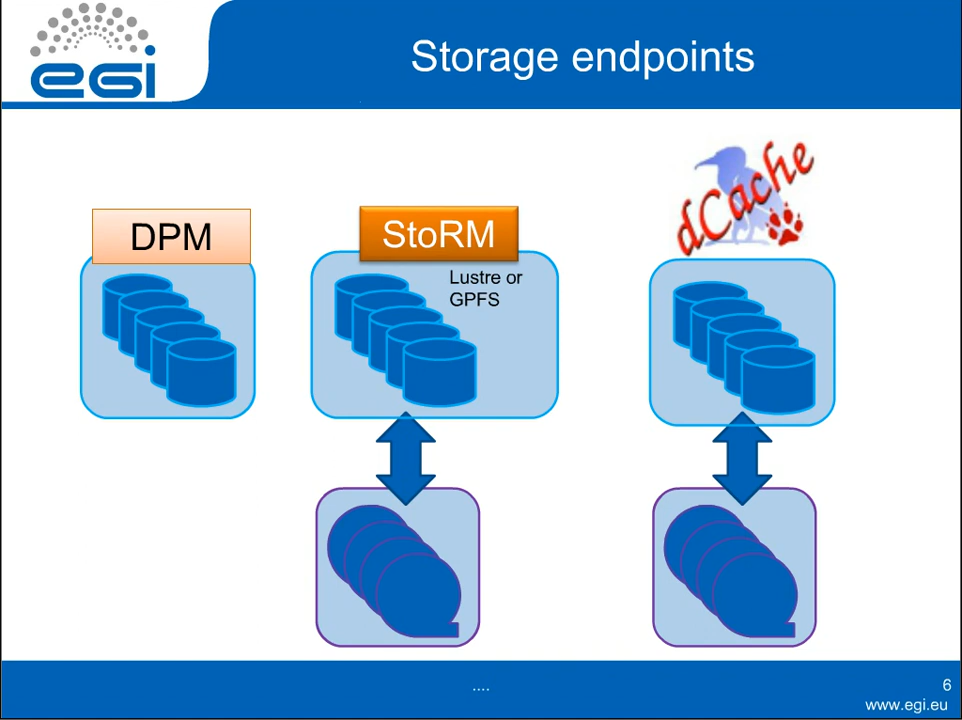 egi
Storage endpoints
dCache
DPM
StoRM
Lustre or
GPFS
....
6
www.egi.eu